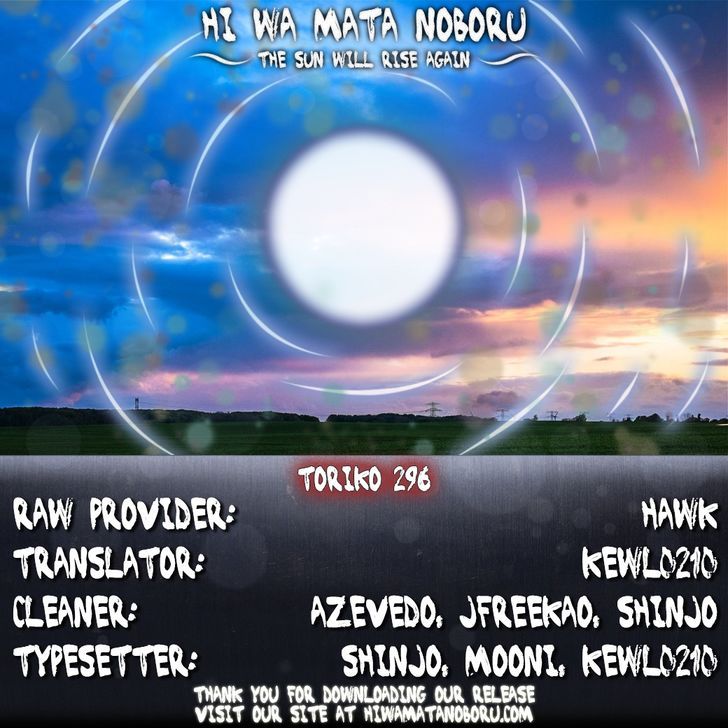 HI WA MATA NOBORU
THE SUN WILL RISE AGAIN
TORIKO 296
RAW PROVIDER: HAWK
TRANSLATOR: KEWL0210
CLEANER: AZEVEDO, JFREEKAO, SHINJO
TYPESETTER: SHINJO, MOONI, KEWL0210
THANK YOU FOR DOWNLOADING OUR RELEASE
VISIT OUR SITE AT HIWAMATANOBORU.COM